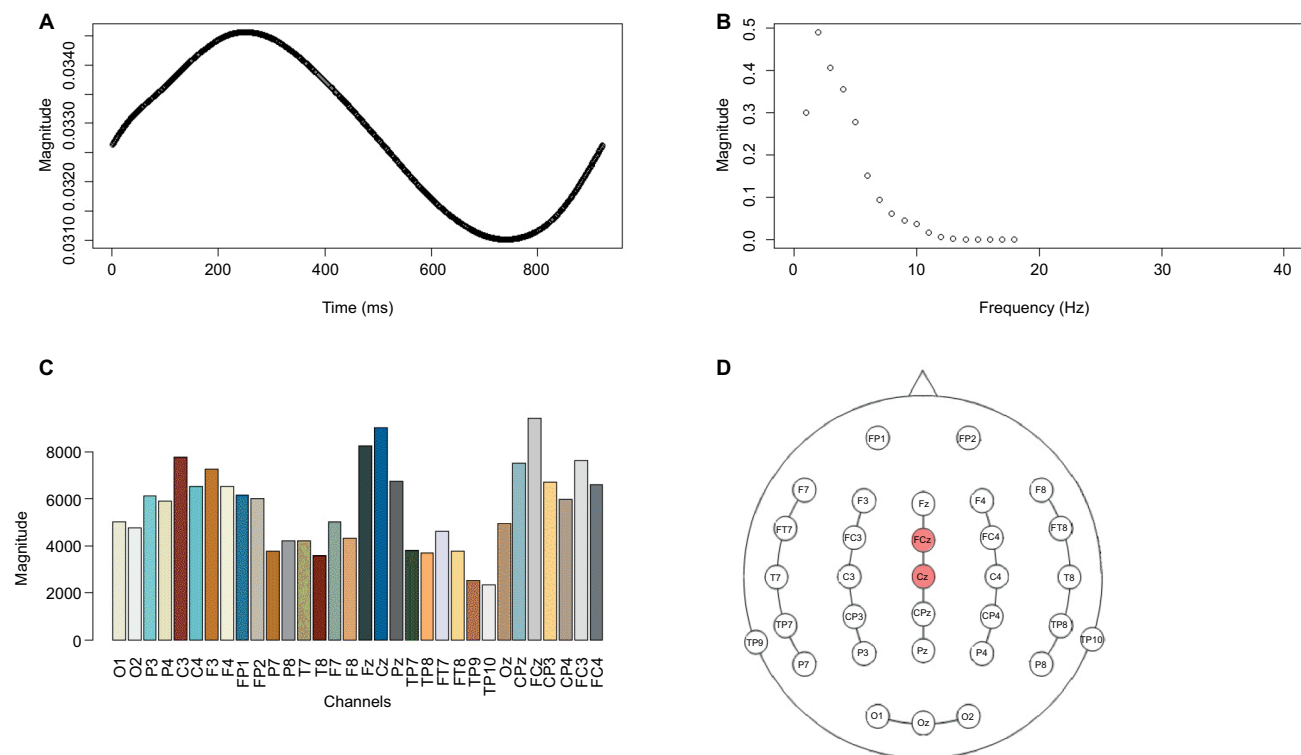 A
Magnitude
0.0310 0.0320 0.0330 0.0340
0 200 400 600 800
Time (ms)
B
Magnitude
0.0 0.1 0.2 0.3 0.4 0.5
0 10 20 30 40
Frequency (Hz)
C
Magnitude
8000
6000
4000
2000
0
O1 O2 P3 P4 C3 C4 F3 F4 FP1 FP2 P7 P8 T7 T8 F7 F8 Fz Cz Pz TP7 TP8 FT7 FT8 TP9 TP10 Oz CPz FCz CP3 CP4 FC3 FC4
Channels
D
FP1 FP2
F7 F3 Fz F4 F8
FT7 FC3 FCz FC4 FT8
T7 C3 Cz C4 T8
TP7 CP3 CPz CP4 TP8
TP9 TP10
P7 P3 Pz P4 P8
O1 Oz O2